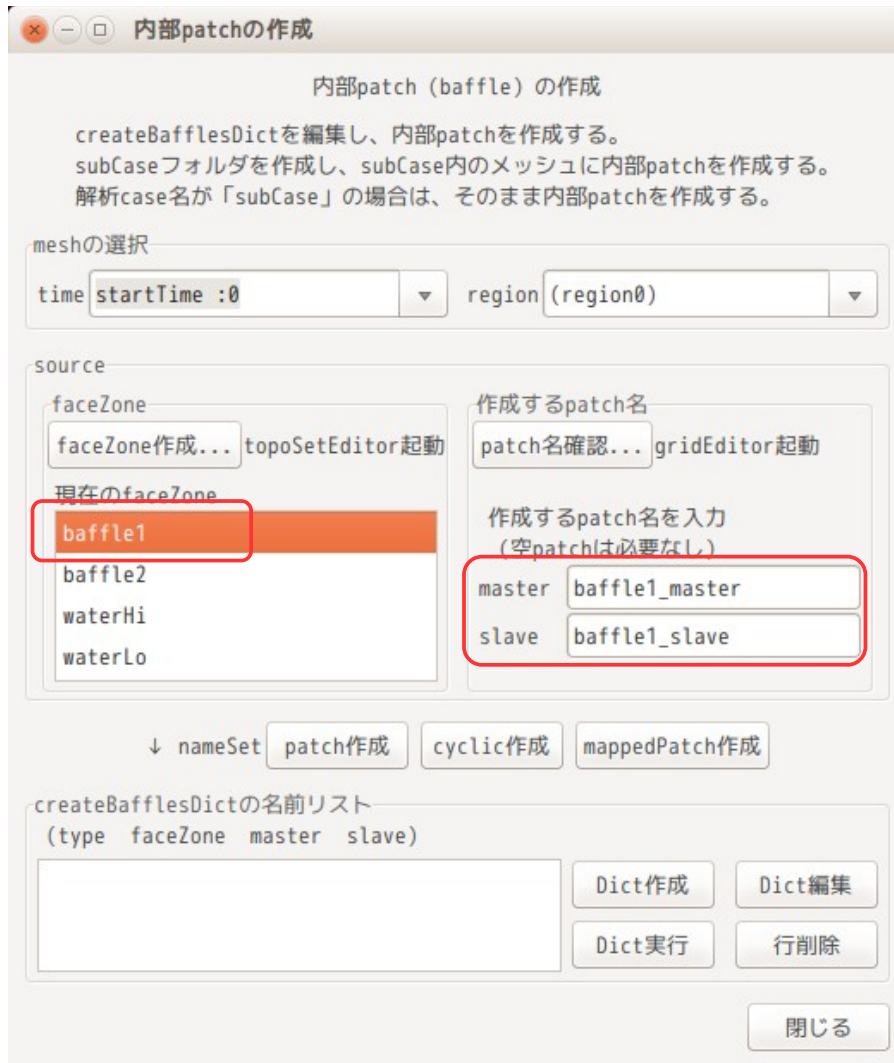 内部patchの作成
内部patch (baffle) の作成
createBafflesDictを編集し、内部patchを作成する。
subCaseフォルダを作成し、subCase内のメッシュに内部patchを作成する。
解析case名が「subCase」の場合は、そのまま内部patchを作成する。
meshの選択
time startTime :0 region (region0)
source
faceZone
faceZone作成... topoSetEditor起動
現在のfaceZone
baffle1
baffle2
waterHi
waterLo
作成するpatch名
patch名確認... gridEditor起動
作成するpatch名を入力
(空patchは必要なし)
master baffle1_master
slave baffle1_slave
↓ nameSet patch作成 cyclic作成 mappedPatch作成
createBafflesDictの名前リスト
(type faceZone master slave)
Dict作成 Dict編集
Dict実行 行削除
閉じる